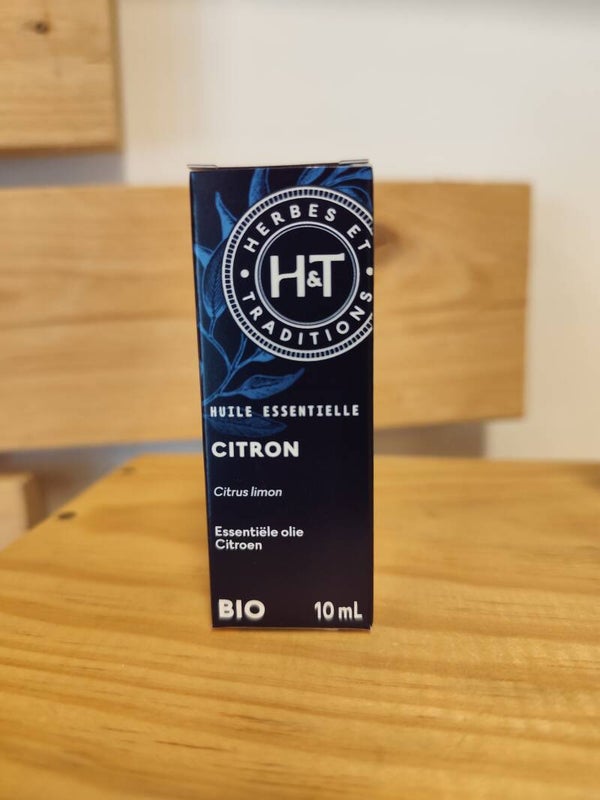 HERBES ET
H&T
TRADITIONS
HUILE ESSENTIELLE
CITRON
Citrus limon
Essentiële olie
Citroen
BIO 10 mL